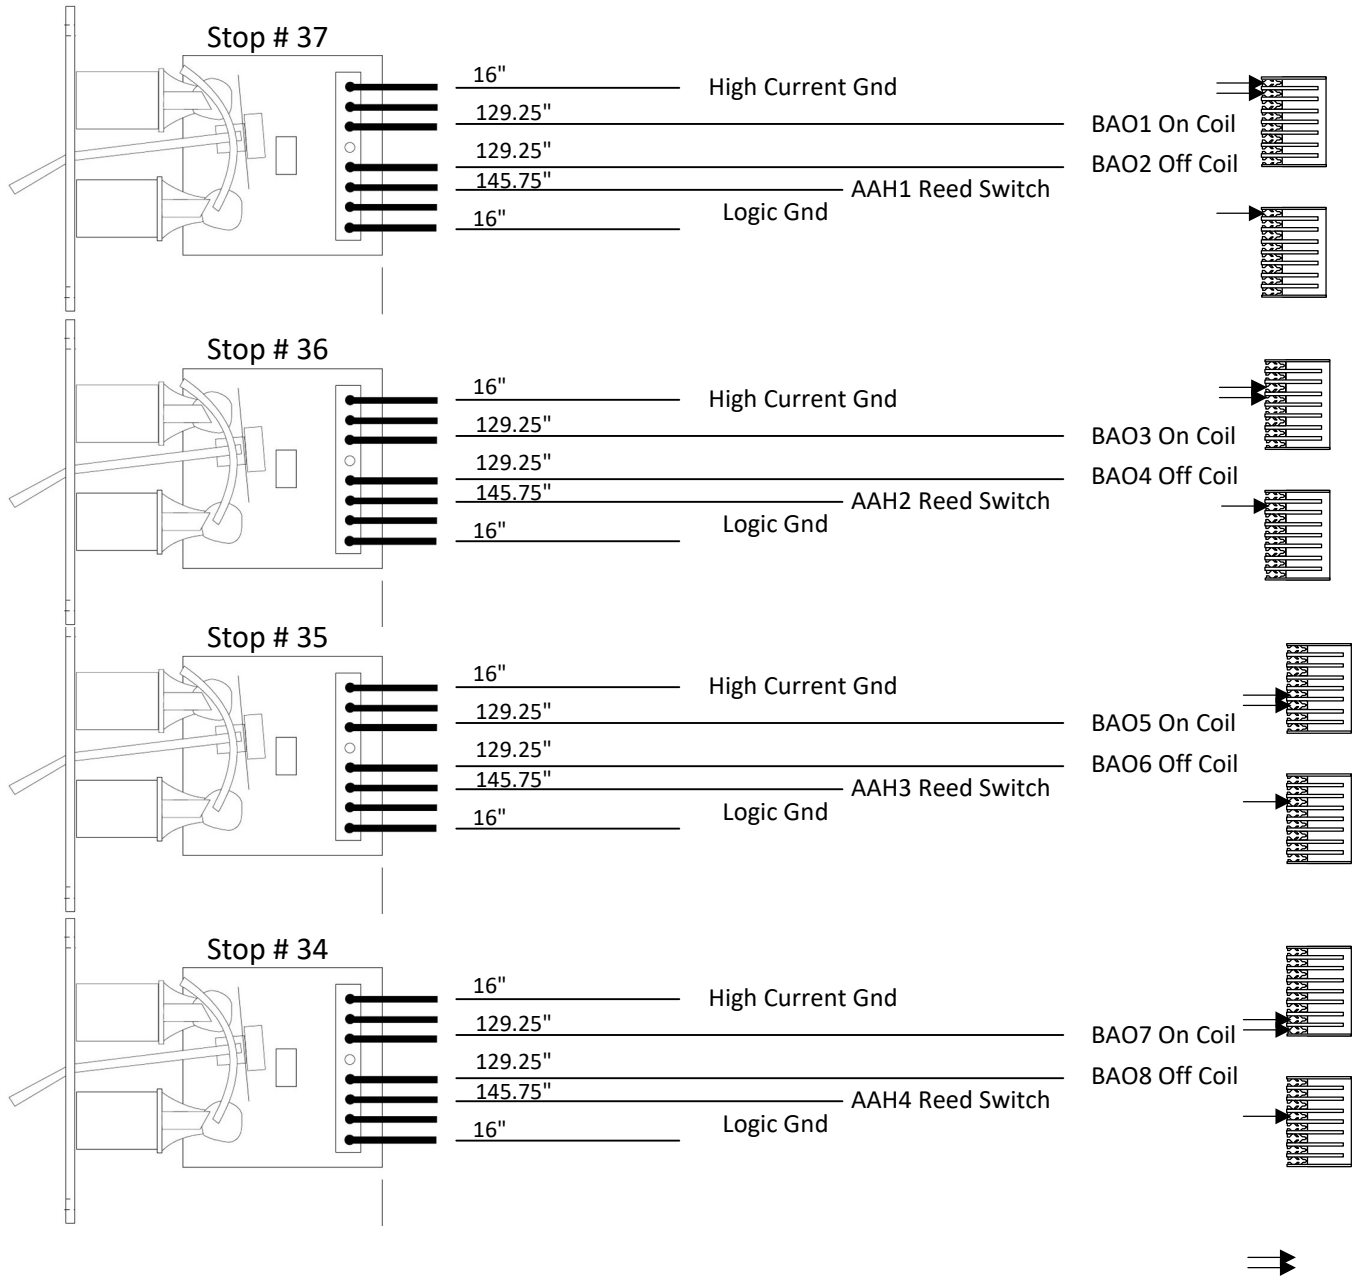 Stop # 37
16"
High Current Gnd
129.25"
BAO1 On Coil
129.25"
BAO2 Off Coil
145.75"
AAH1 Reed Switch
Logic Gnd
16"
Stop # 36
16"
High Current Gnd
129.25"
BAO3 On Coil
129.25"
BAO4 Off Coil
145.75"
AAH2 Reed Switch
Logic Gnd
16"
Stop # 35
16"
High Current Gnd
129.25"
BAO5 On Coil
129.25"
BAO6 Off Coil
145.75"
AAH3 Reed Switch
Logic Gnd
16"
Stop # 34
16"
High Current Gnd
129.25"
BAO7 On Coil
129.25"
BAO8 Off Coil
145.75"
AAH4 Reed Switch
Logic Gnd
16"